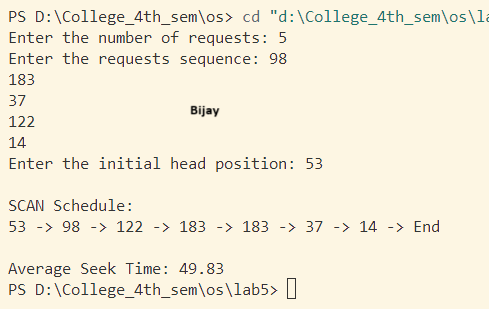 PS D:\College_4th_sem\os> cd "d:\College_4th_sem\os\la
Enter the number of requests: 5
Enter the requests sequence: 98
183
37
Bijay
122
14
Enter the initial head position: 53
SCAN Schedule:
53 -> 98 -> 122 -> 183 -> 183 -> 37 -> 14 -> End
Average Seek Time: 49.83
PS D:\College_4th_sem\os\lab5>